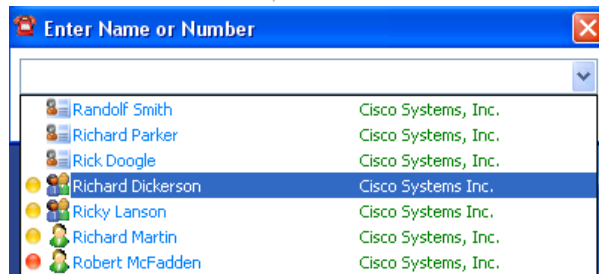 Enter Name or Number
Randolf Smith Cisco Systems, Inc.
Richard Parker Cisco Systems, Inc.
Rick Doogle Cisco Systems, Inc.
Richard Dickerson Cisco Systems Inc.
Ricky Lanson Cisco Systems Inc.
Richard Martin Cisco Systems, Inc.
Robert McFadden Cisco Systems, Inc.